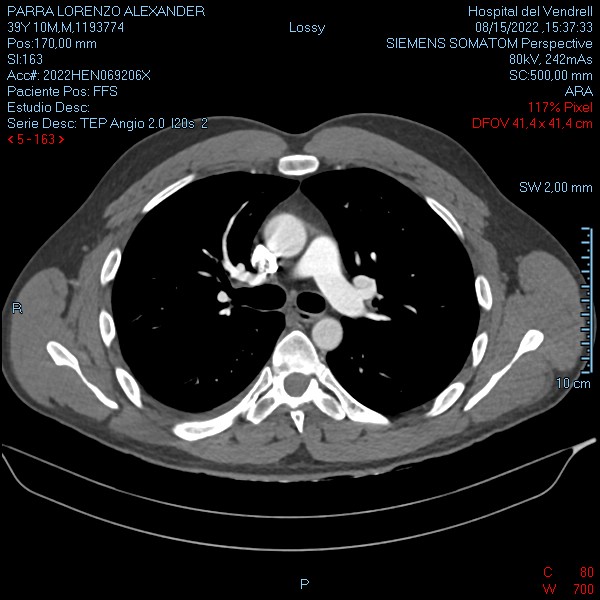 PARRA LORENZO ALEXANDER
39Y 10M,M,1193774
Pos:170,00 mm
SI:163
Acc#: 2022HEN069206X
Paciente Pos: FFS
Estudio Desc:
Serie Desc: TEP Angio 2.0 I20s 2
< 5 - 163 >
Lossy
Hospital del Vendrell
08/15/2022 ,15:37:33
SIEMENS SOMATOM Perspective
80kV, 242mAs
SC:500,00 mm
ARA
117% Pixel
DFOV 41,4 x 41,4 cm
SW 2,00 mm
R
10 cm
P
C 80
W 700